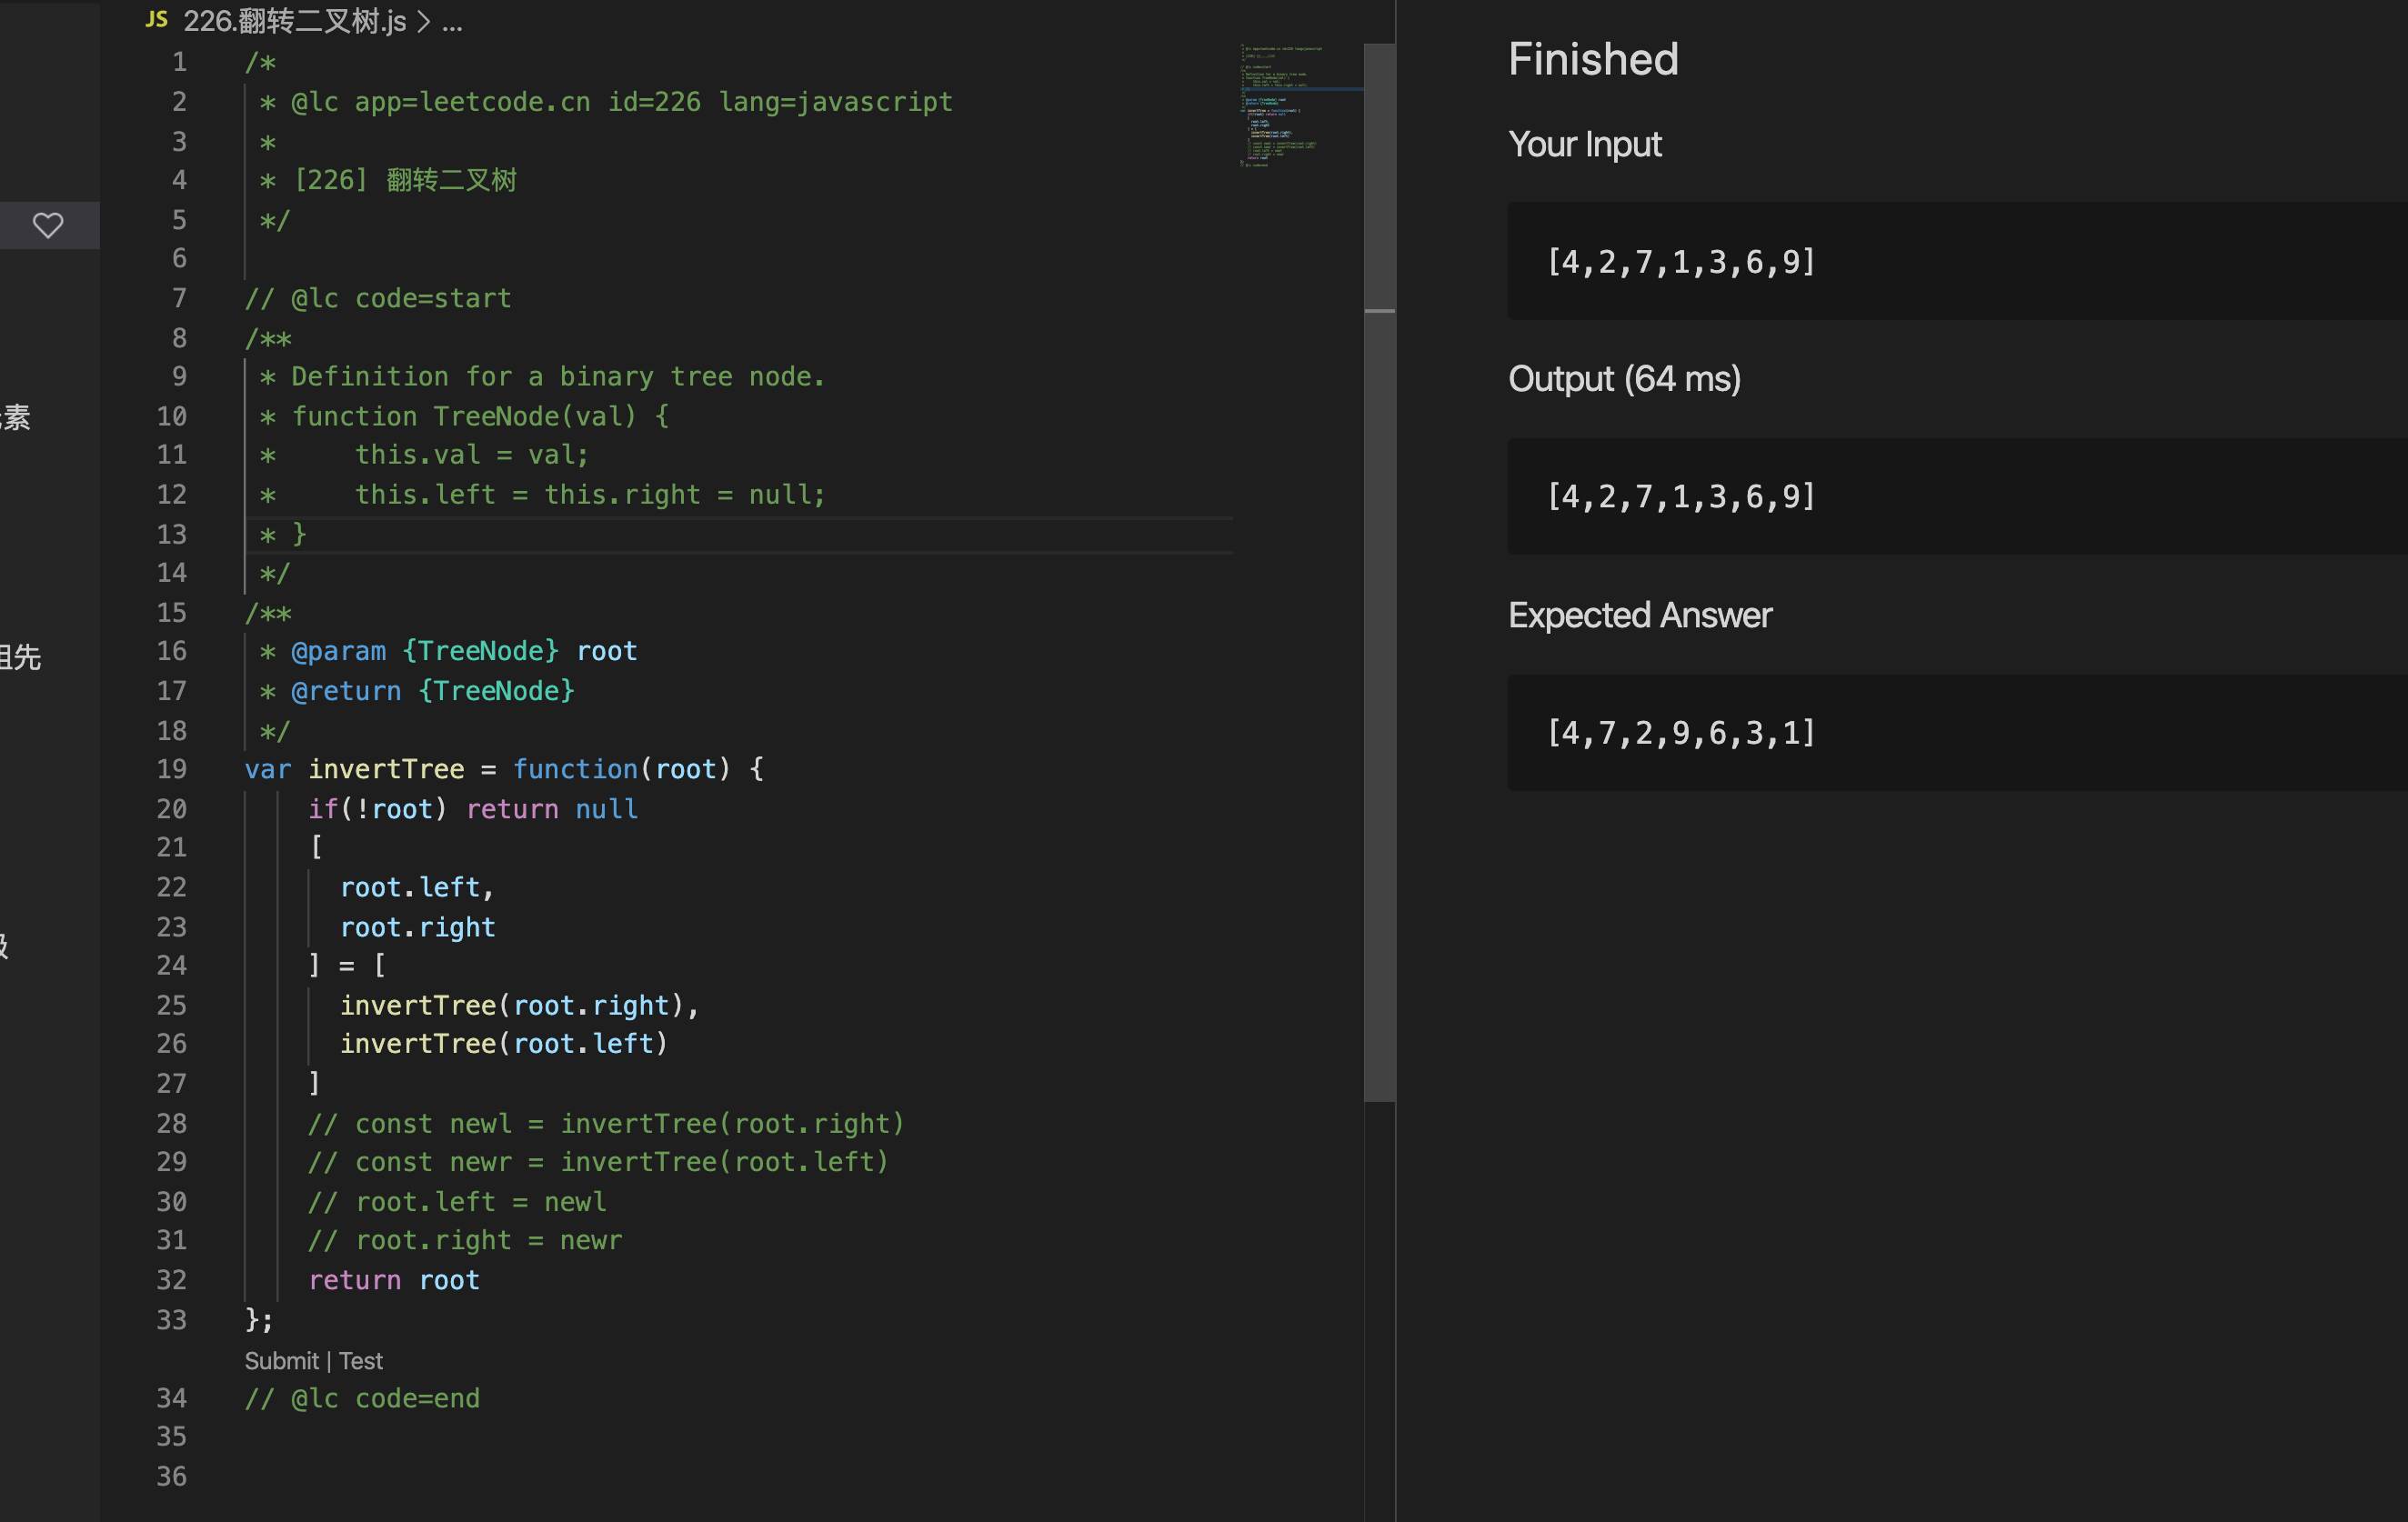 JS 226.翻转二叉树.js > ...
1 /*
2 * @lc app=leetcode.cn id=226 lang=javascript
3 *
4 * [226] 翻转二叉树
5 */
6
7 // @lc code=start
8 /**
9 * Definition for a binary tree node.
10 * function TreeNode(val) {
11 *     this.val = val;
12 *     this.left = this.right = null;
13 * }
14 */
15 /**
16 * @param {TreeNode} root
17 * @return {TreeNode}
18 */
19 var invertTree = function(root) {
20     if(!root) return null
21     [
22       root.left,
23       root.right
24     ] = [
25       invertTree(root.right),
26       invertTree(root.left)
27     ]
28     // const newl = invertTree(root.right)
29     // const newr = invertTree(root.left)
30     // root.left = newl
31     // root.right = newr
32     return root
33 };
Submit | Test
34 // @lc code=end
35
36
素
祖先
Finished
Your Input
[4,2,7,1,3,6,9]
Output (64 ms)
[4,2,7,1,3,6,9]
Expected Answer
[4,7,2,9,6,3,1]